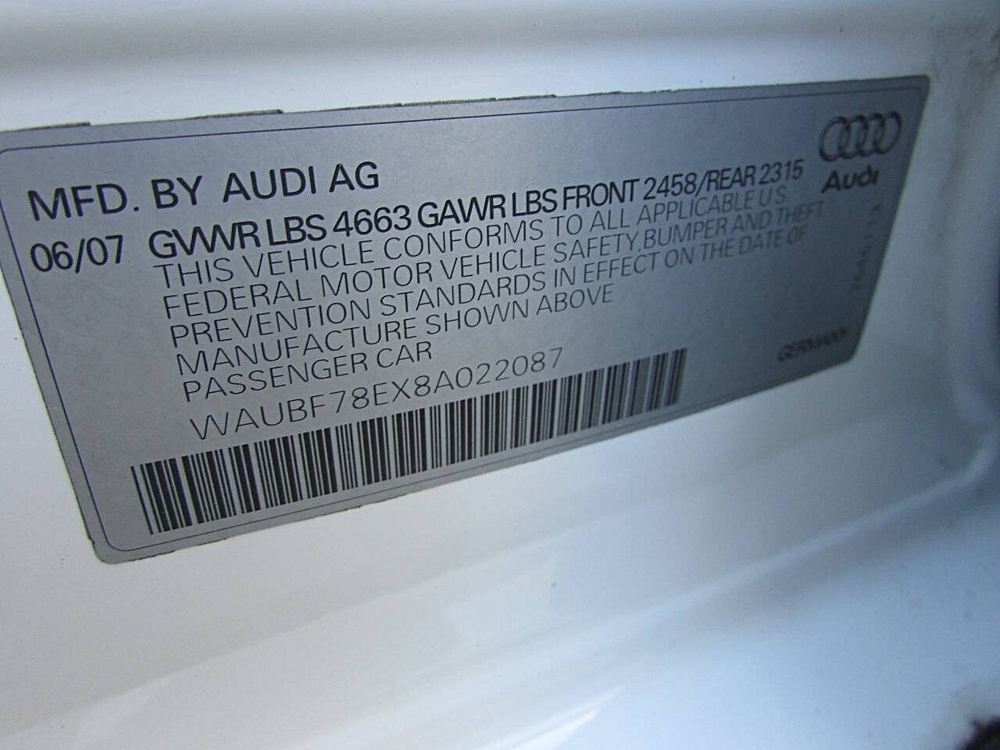 MFD. BY AUDI AG
06/07 GVWR LBS 4663 GAWR LBS FRONT 2458/REAR 2315
THIS VEHICLE CONFORMS TO ALL APPLICABLE U.S.
FEDERAL MOTOR VEHICLE SAFETY,BUMPER AND THEFT
PREVENTION STANDARDS IN EFFECT ON THE DATE OF
MANUFACTURE SHOWN ABOVE
PASSENGER CAR
WAUBF78EX8A022087
Audi
GERMANY